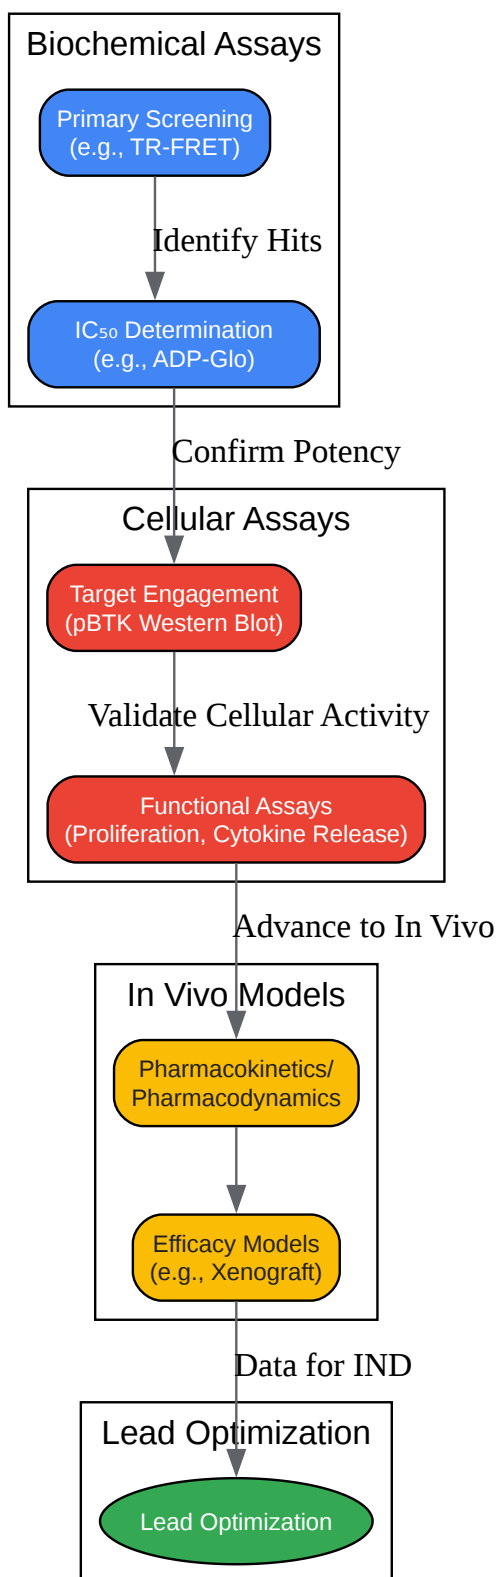 Biochemical Assays
Primary Screening
(e.g., TR-FRET)
Identify Hits
IC₅₀ Determination
(e.g., ADP-Glo)
Confirm Potency
Cellular Assays
Target Engagement
(pBTK Western Blot)
Validate Cellular Activity
Functional Assays
(Proliferation, Cytokine Release)
Advance to In Vivo
In Vivo Models
Pharmacokinetics/
Pharmacodynamics
Efficacy Models
(e.g., Xenograft)
Data for IND
Lead Optimization
Lead Optimization